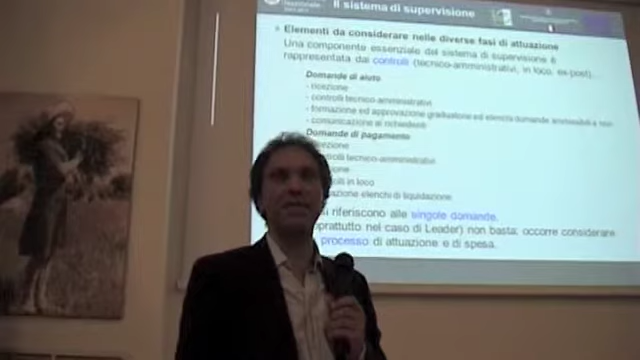 Il sistema di supervisione
Elementi da considerare nelle diverse fasi di attuazione
Una componente essenziale del sistema di supervisione è
rappresentata dai controlli (tecnico-amministrativi, in loco, ex-post)...
Domande di aiuto
- ricezione
- controlli tecnico-amministrativi
- formazione ed approvazione graduatorie ed elenchi domande ammissibili e non
- comunicazione ai richiedenti
Domande di pagamento
in loco
elenchi di liquidazione
si riferiscono alle singole domande.
soprattutto nel caso di Leader) non basta: occorre considerare
processo di attuazione e di spesa.